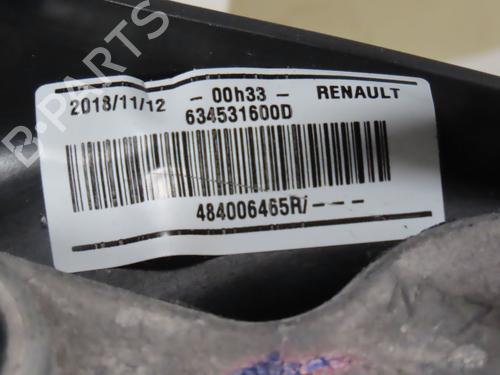 2018/11/12 - 00h33 - RENAULT
634531600D
484006465R/----
B-PARTS